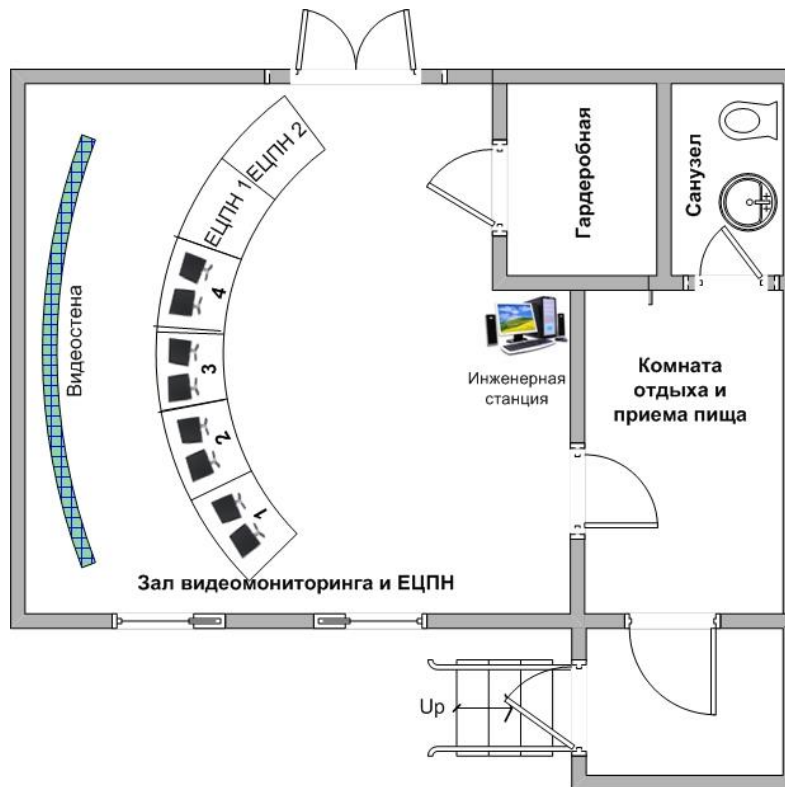 ЕЦПН 2
ЕЦПН 1
Гардеробная
Санузел
Видеостена
4
3
2
1
Инженерная
станция
Комната
отдыха и
приема пища
Зал видеомониторинга и ЕЦПН
Up